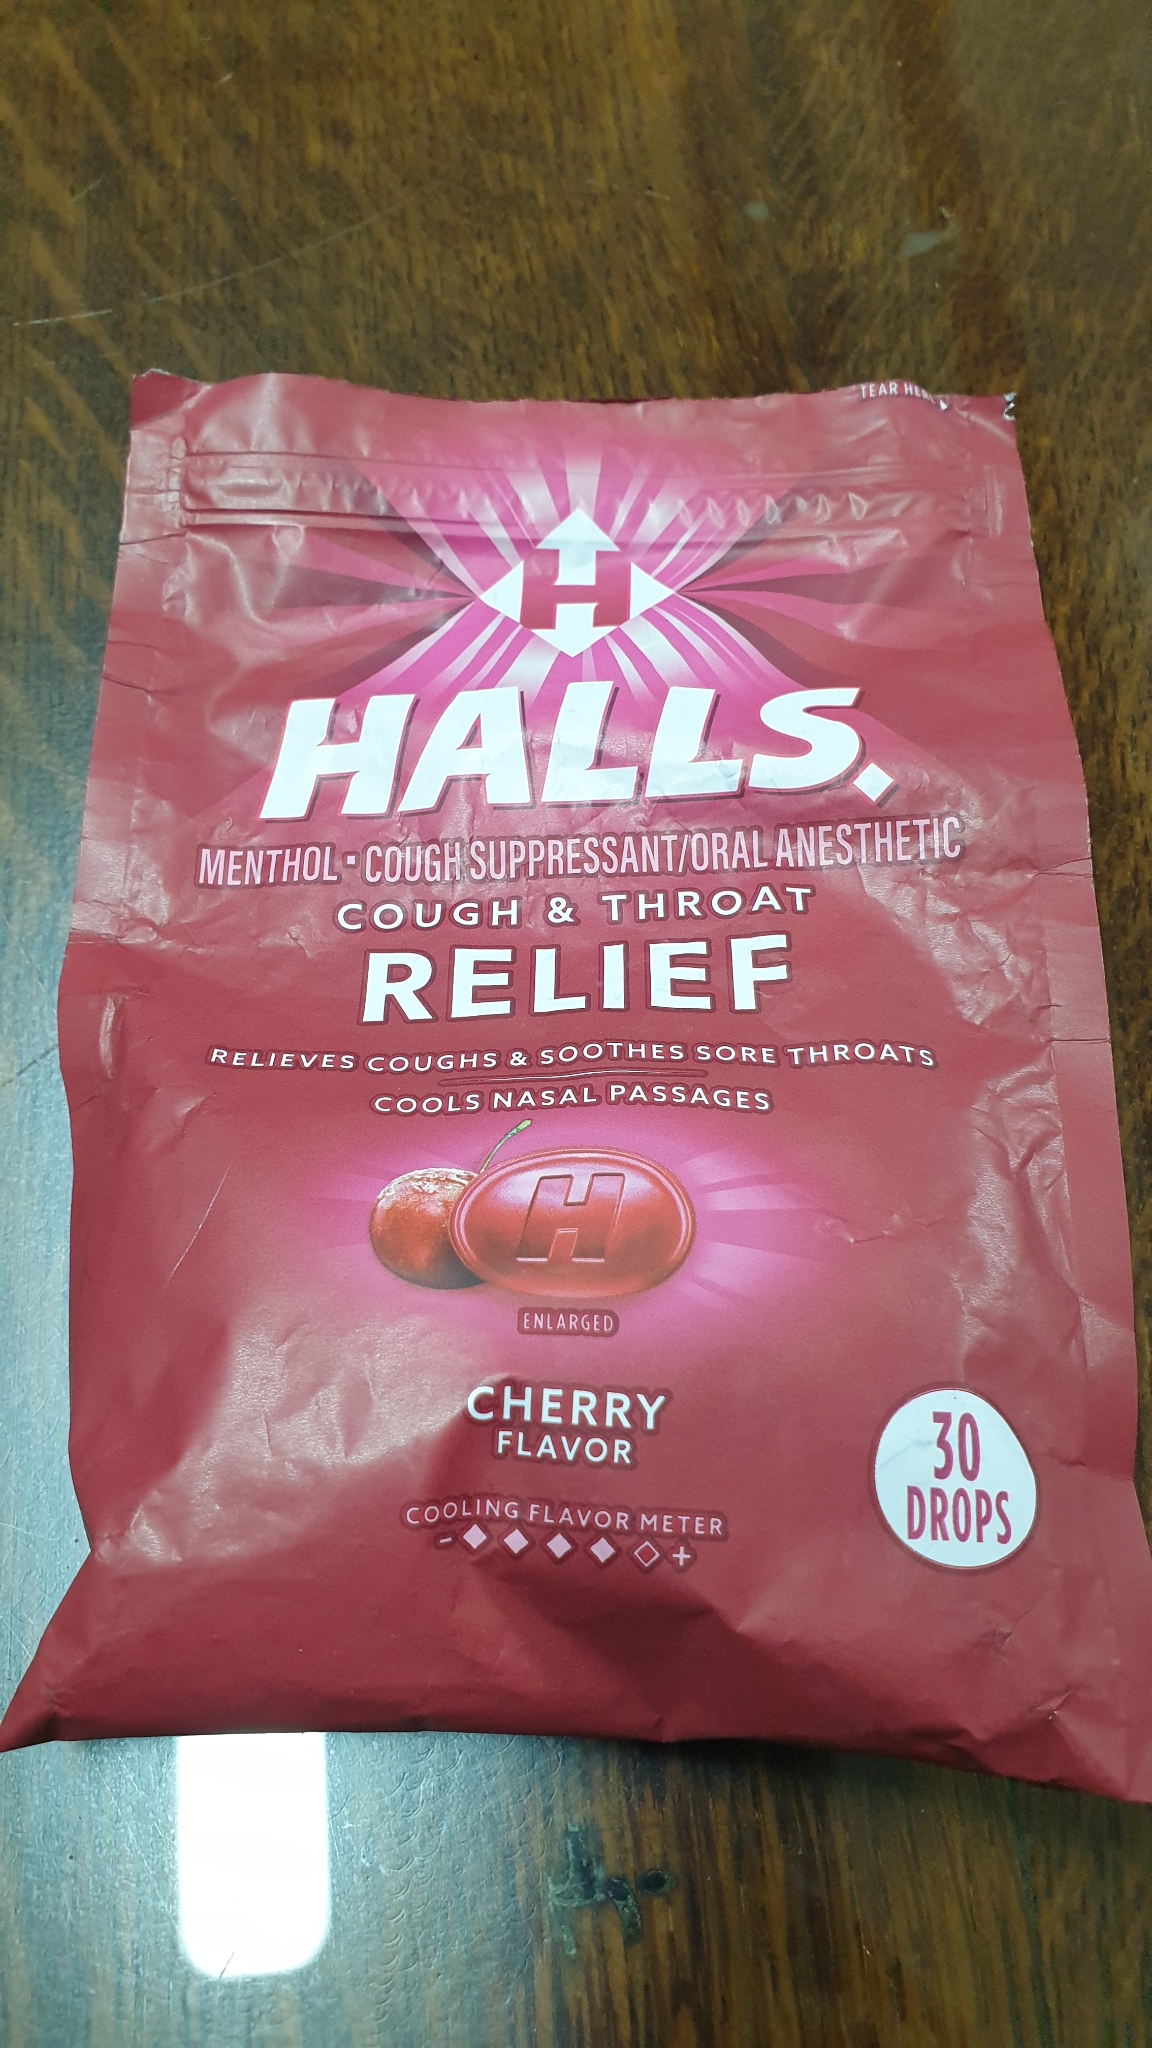 TEAR HERE
H
HALLS.
MENTHOL • COUGH SUPPRESSANT/ORAL ANESTHETIC
COUGH & THROAT
RELIEF
RELIEVES COUGHS & SOOTHES SORE THROATS
COOLS NASAL PASSAGES
H
ENLARGED
CHERRY
FLAVOR
30
DROPS
COOLING FLAVOR METER
- +